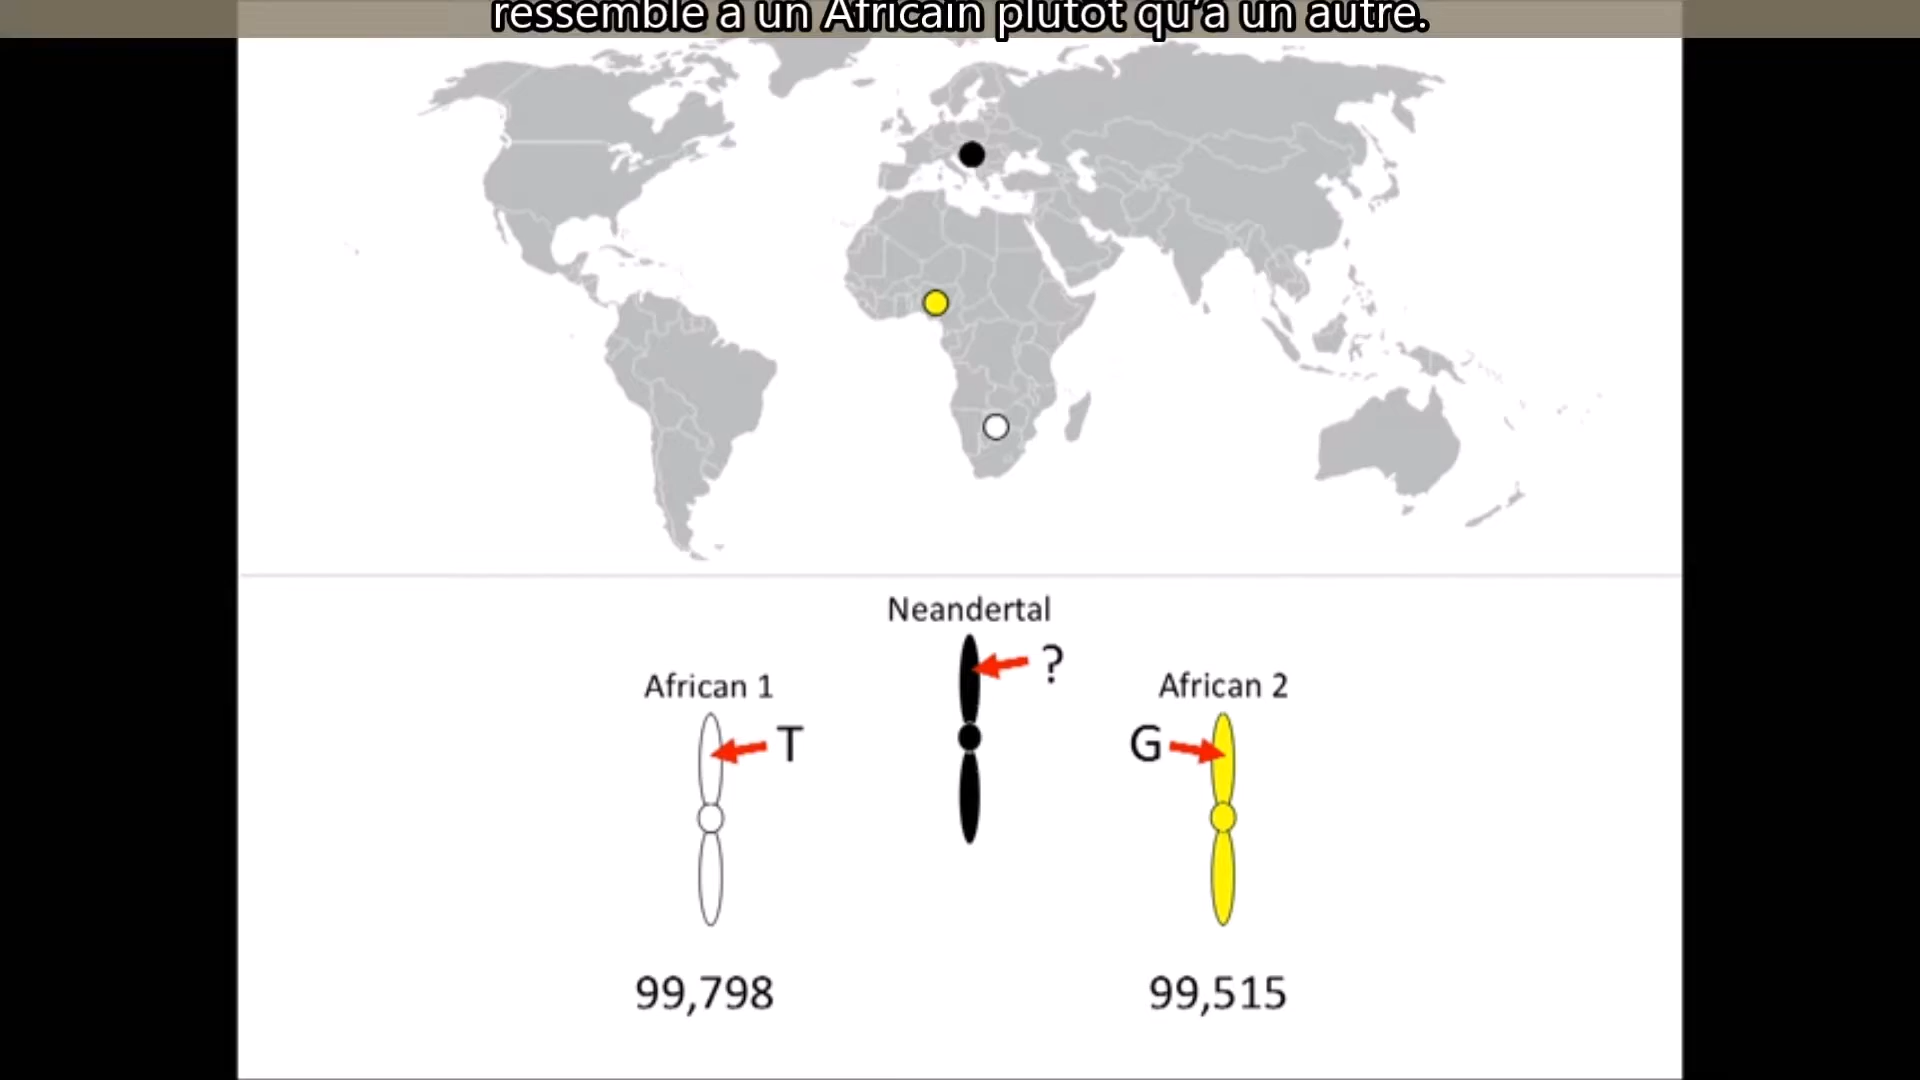 ressemble à un Africain plutôt qu'à un autre.
Neandertal
?
African 1
African 2
T
G
99,798
99,515